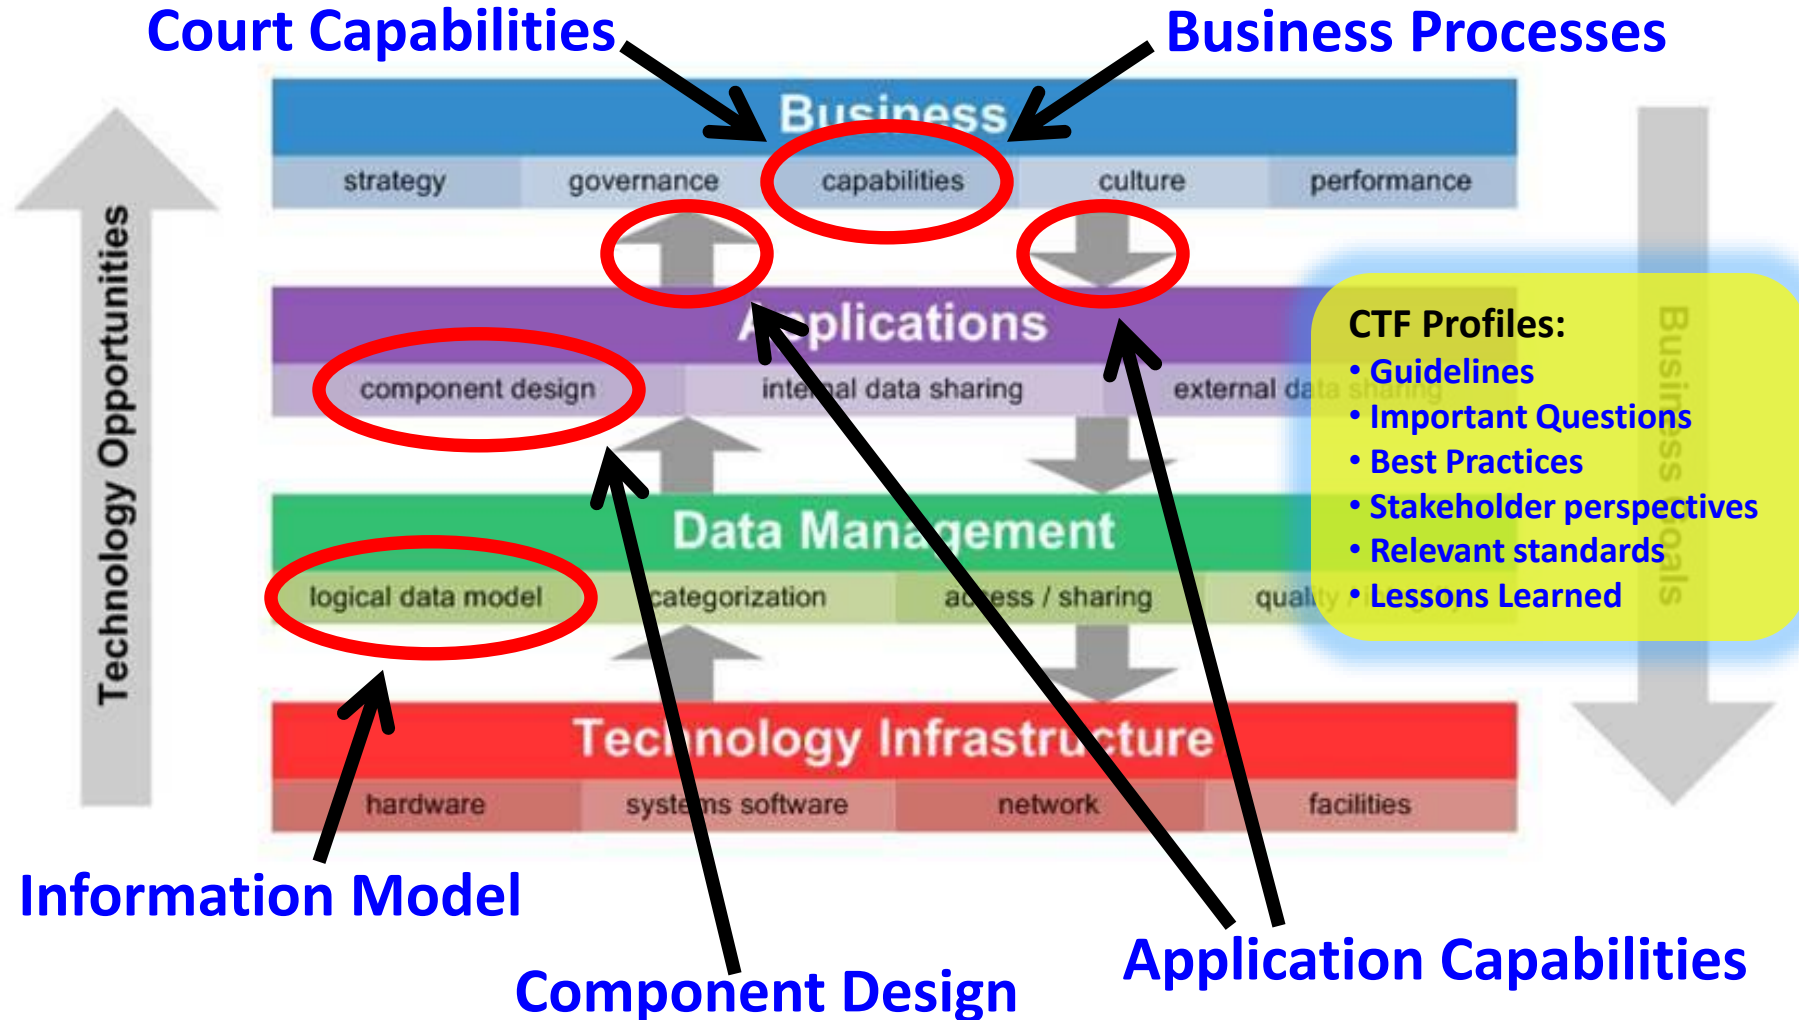 Court Capabilities
Business Processes
Business
strategy
governance
capabilities
culture
performance
Technology Opportunities
Applications
component design
internal data sharing
external data sharing
CTF Profiles:
• Guidelines
• Important Questions
• Best Practices
• Stakeholder perspectives
• Relevant standards
• Lessons Learned
Business Goals
Data Management
logical data model
categorization
access / sharing
quality /
Technology Infrastructure
hardware
systems software
network
facilities
Information Model
Component Design
Application Capabilities